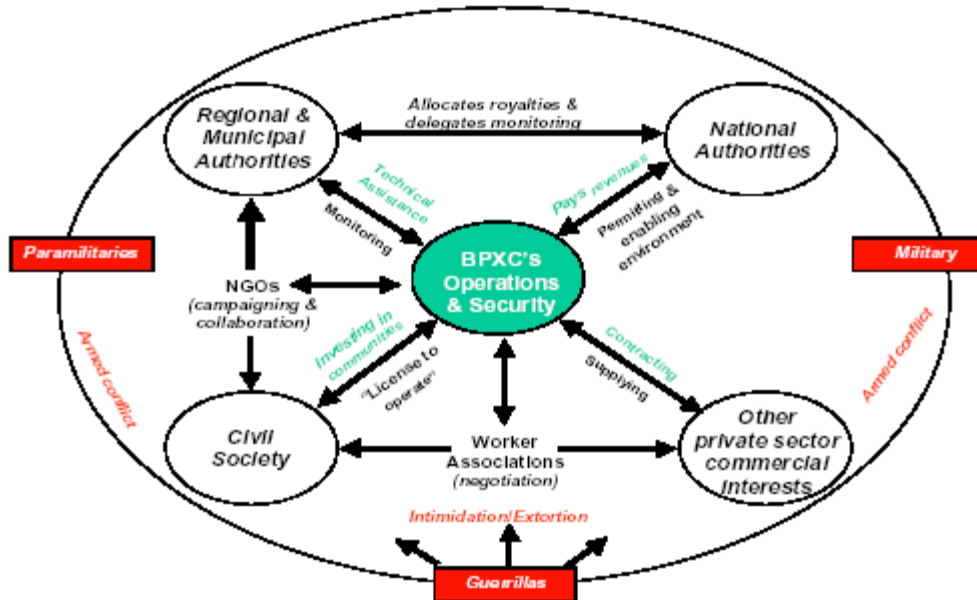 Allocates royalties &
delegates monitoring
Regional &
Municipal
Authorities
National
Authorities
Technical
Assistance
Monitoring
Pays revenues
Permitting &
enabling
environment
Paramilitaries
BPXC's
Operations
& Security
Military
NGOs
(campaigning &
collaboration)
Investing in
communities
"License to
operate"
Contracting
Supplying
Armed conflict
Armed conflict
Civil
Society
Worker
Associations
(negotiation)
Other
private sector
commercial
interests
Intimidation/Extortion
Guerrillas